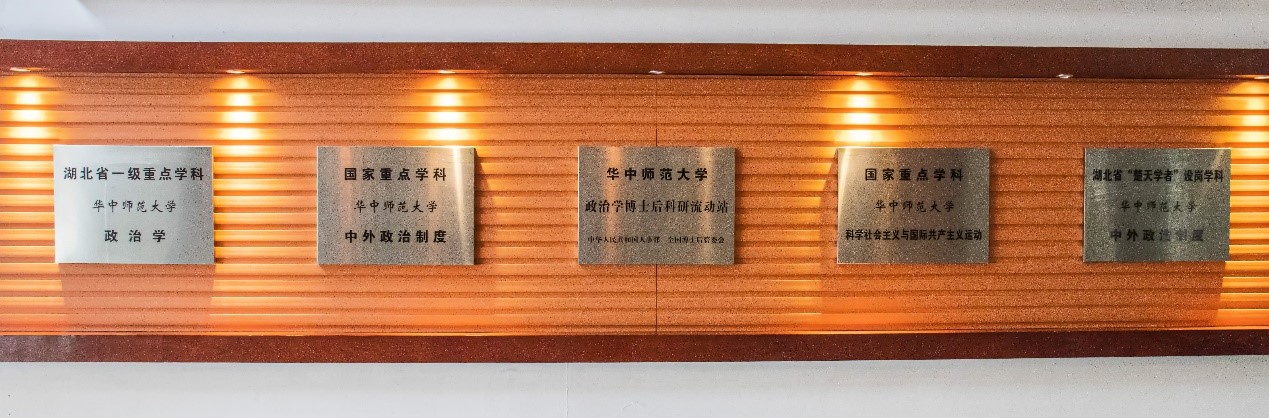 湖北省一级重点学科
华中师范大学
政治学
国家重点学科
华中师范大学
中外政治制度
华中师范大学
政治学博士后科研流动站
中华人民共和国人事部 全国博士后管委会
国家重点学科
华中师范大学
科学社会主义与国际共产主义运动
湖北省“楚天学者”设岗学科
华中师范大学
中外政治制度